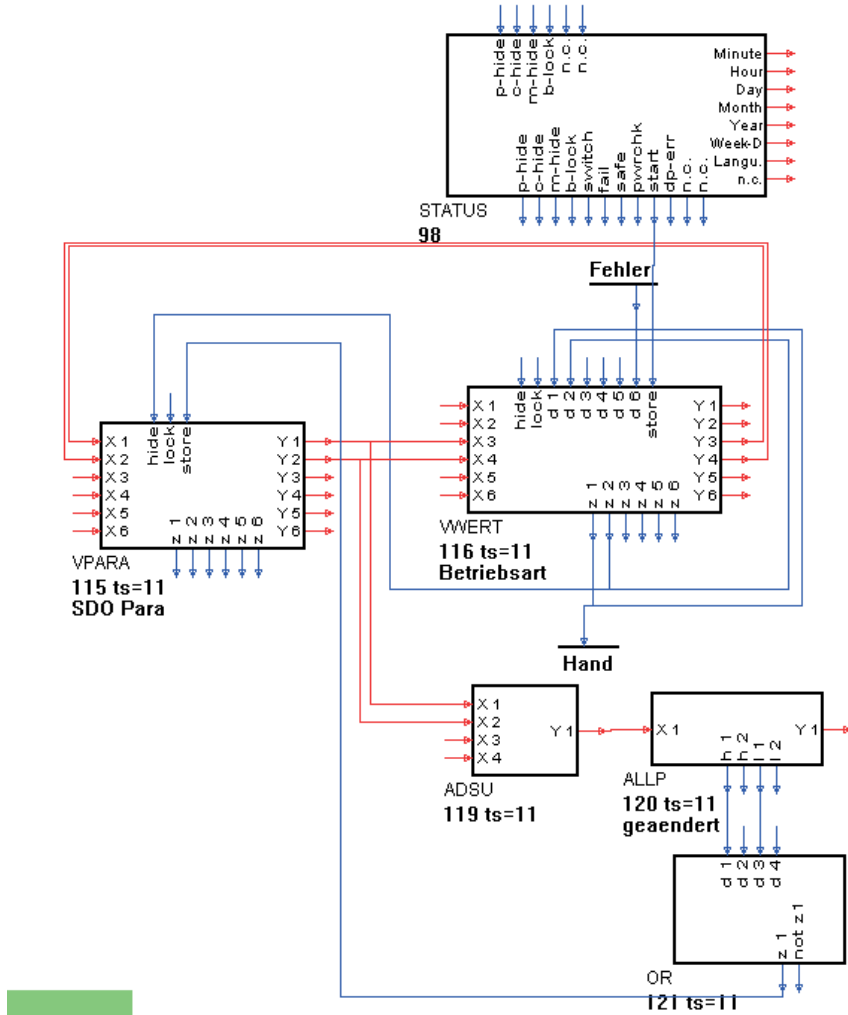 p-hide c-hide m-hide b-lock n.c. n.c.
Minute
Hour
Day
Month
Year
Week-D
Langu.
n.c.
p-hide c-hide m-hide b-lock switch fail safe pwrchk start dp-err n.c. n.c.
STATUS
98
Fehler
hide lock store
X 1 Y 1
X 2 Y 2
X 3 Y 3
X 4 Y 4
X 5 Y 5
X 6 Y 6
z 1 z 2 z 3 z 4 z 5 z 6
VPARA
115 ts=11
SDO Para
hide lock d 1 d 2 d 3 d 4 d 5 d 6 store
X 1 Y 1
X 2 Y 2
X 3 Y 3
X 4 Y 4
X 5 Y 5
X 6 Y 6
z 1 z 2 z 3 z 4 z 5 z 6
VWERT
116 ts=11
Betriebsart
Hand
X 1
X 2
X 3
X 4
Y 1
ADSU
119 ts=11
X 1 Y 1
h 1 h 2 l 1 l 2
ALLP
120 ts=11
geaendert
d 1 d 2 d 3 d 4
z 1 not z 1
OR
121 ts=11